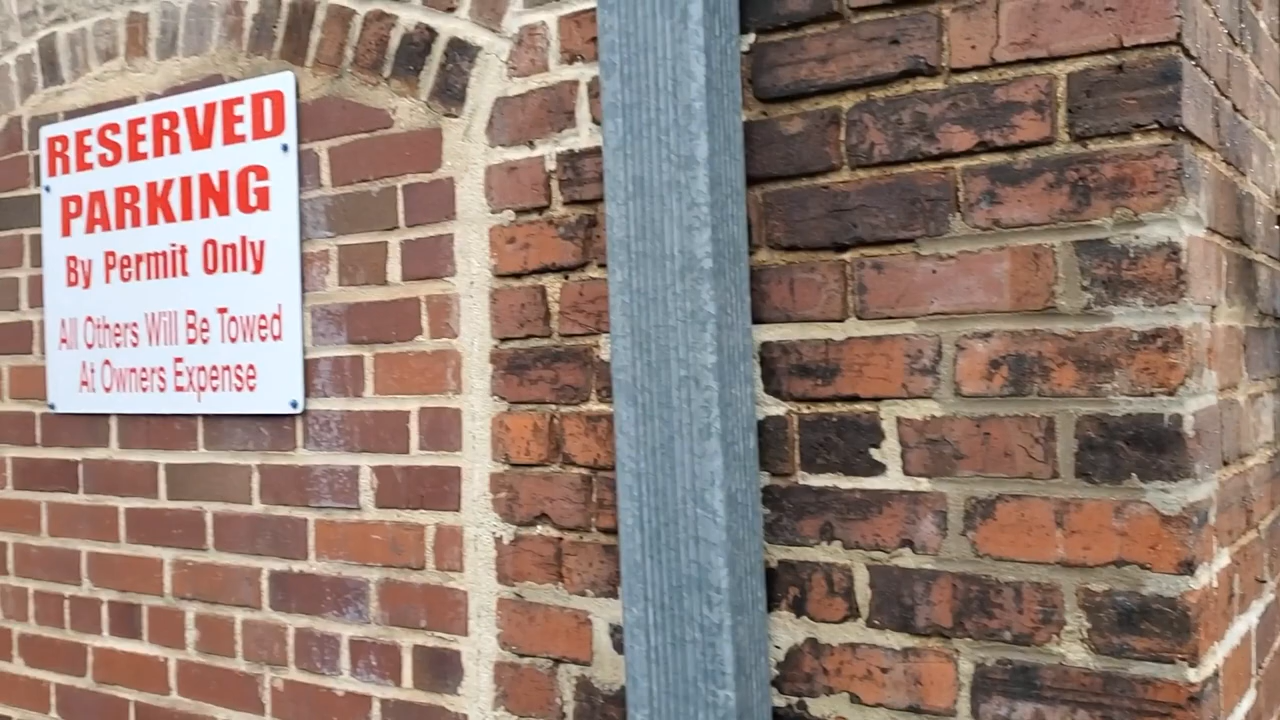 RESERVED
PARKING
By Permit Only
All Others Will Be Towed
At Owners Expense